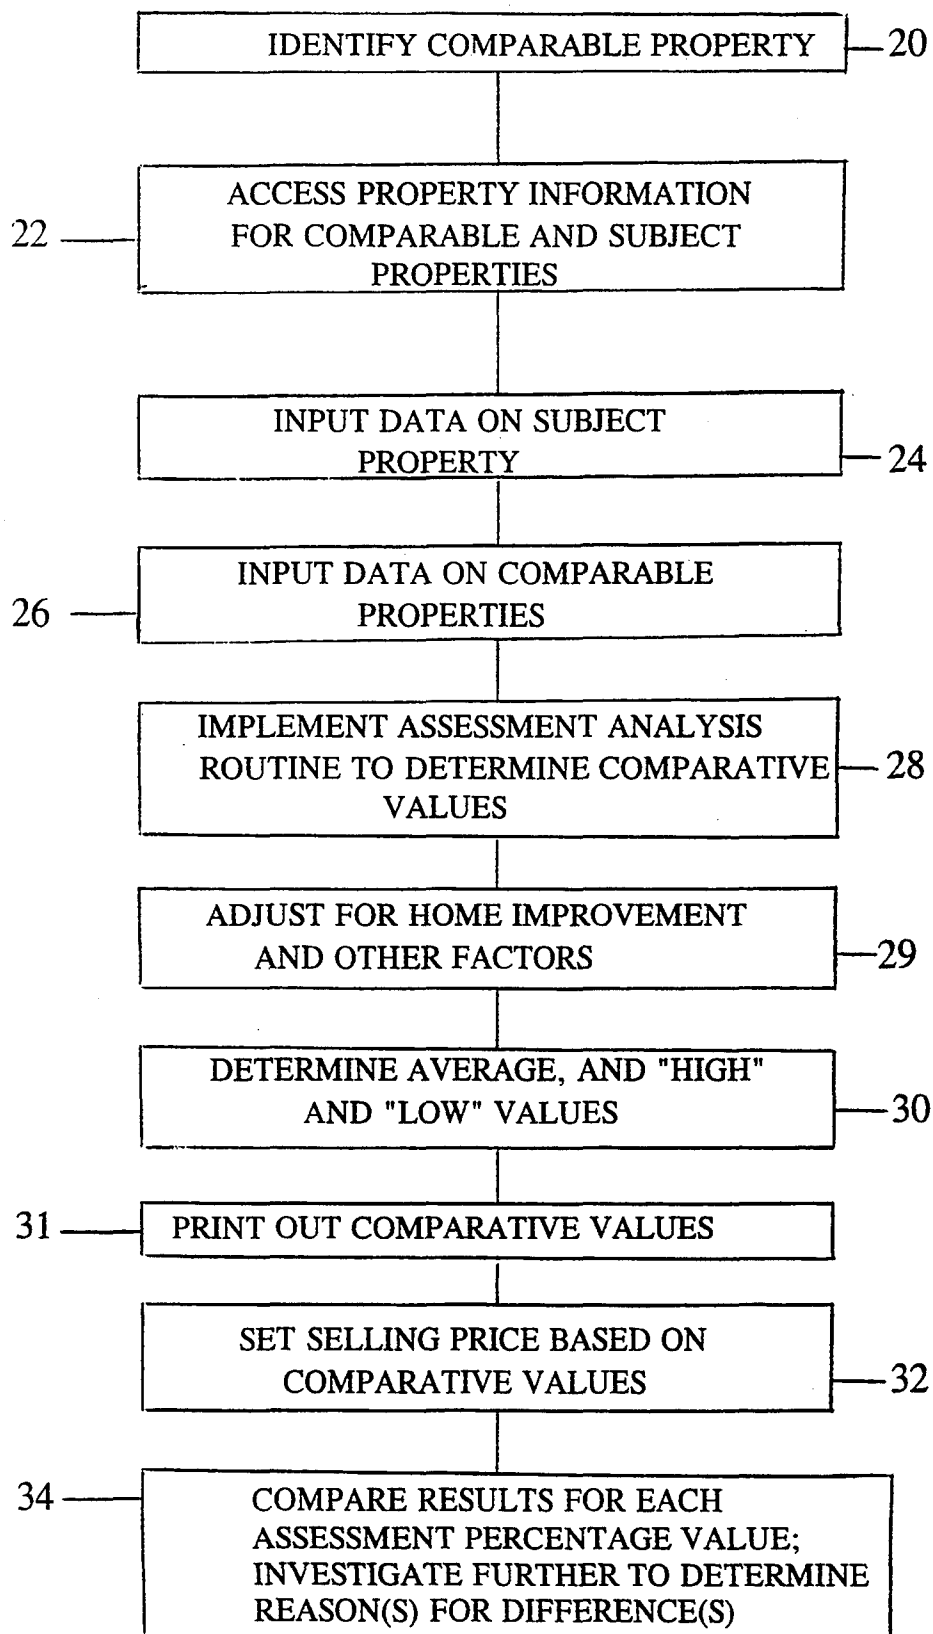 IDENTIFY COMPARABLE PROPERTY 20
ACCESS PROPERTY INFORMATION
22 FOR COMPARABLE AND SUBJECT
PROPERTIES
INPUT DATA ON SUBJECT
PROPERTY 24
INPUT DATA ON COMPARABLE
26 PROPERTIES
IMPLEMENT ASSESSMENT ANALYSIS
ROUTINE TO DETERMINE COMPARATIVE 28
VALUES
ADJUST FOR HOME IMPROVEMENT
AND OTHER FACTORS 29
DETERMINE AVERAGE, AND "HIGH"
AND "LOW" VALUES 30
31 PRINT OUT COMPARATIVE VALUES
SET SELLING PRICE BASED ON
COMPARATIVE VALUES 32
34 COMPARE RESULTS FOR EACH
ASSESSMENT PERCENTAGE VALUE;
INVESTIGATE FURTHER TO DETERMINE
REASON(S) FOR DIFFERENCE(S)